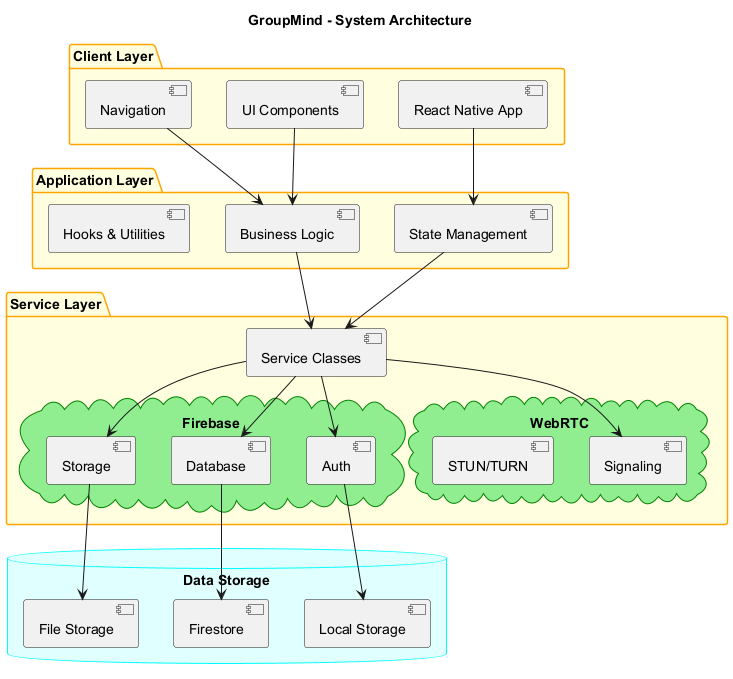 GroupMind - System Architecture
Client Layer
Navigation
UI Components
React Native App
Application Layer
Hooks & Utilities
Business Logic
State Management
Service Layer
Service Classes
Firebase
WebRTC
Storage
Database
Auth
STUN/TURN
Signaling
Data Storage
File Storage
Firestore
Local Storage